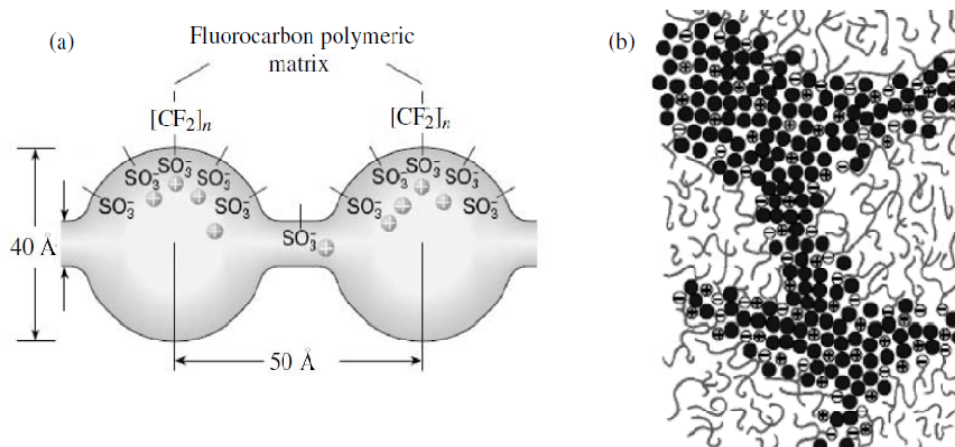 (a)
Fluorocarbon polymeric
matrix
(b)
[CF₂]ₙ [CF₂]ₙ
SO₃⁻ SO₃⁻
SO₃⁻ SO₃⁻ SO₃⁻ SO₃⁻
SO₃⁻ SO₃⁻ SO₃⁻ SO₃⁻
SO₃⁻
40 Å
50 Å